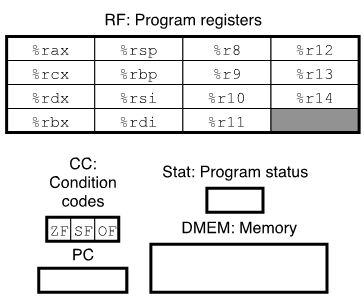 RF: Program registers
%rax %rsp %r8 %r12
%rcx %rbp %r9 %r13
%rdx %rsi %r10 %r14
%rbx %rdi %r11
CC:
Condition
codes
ZF SF OF
PC
Stat: Program status
DMEM: Memory